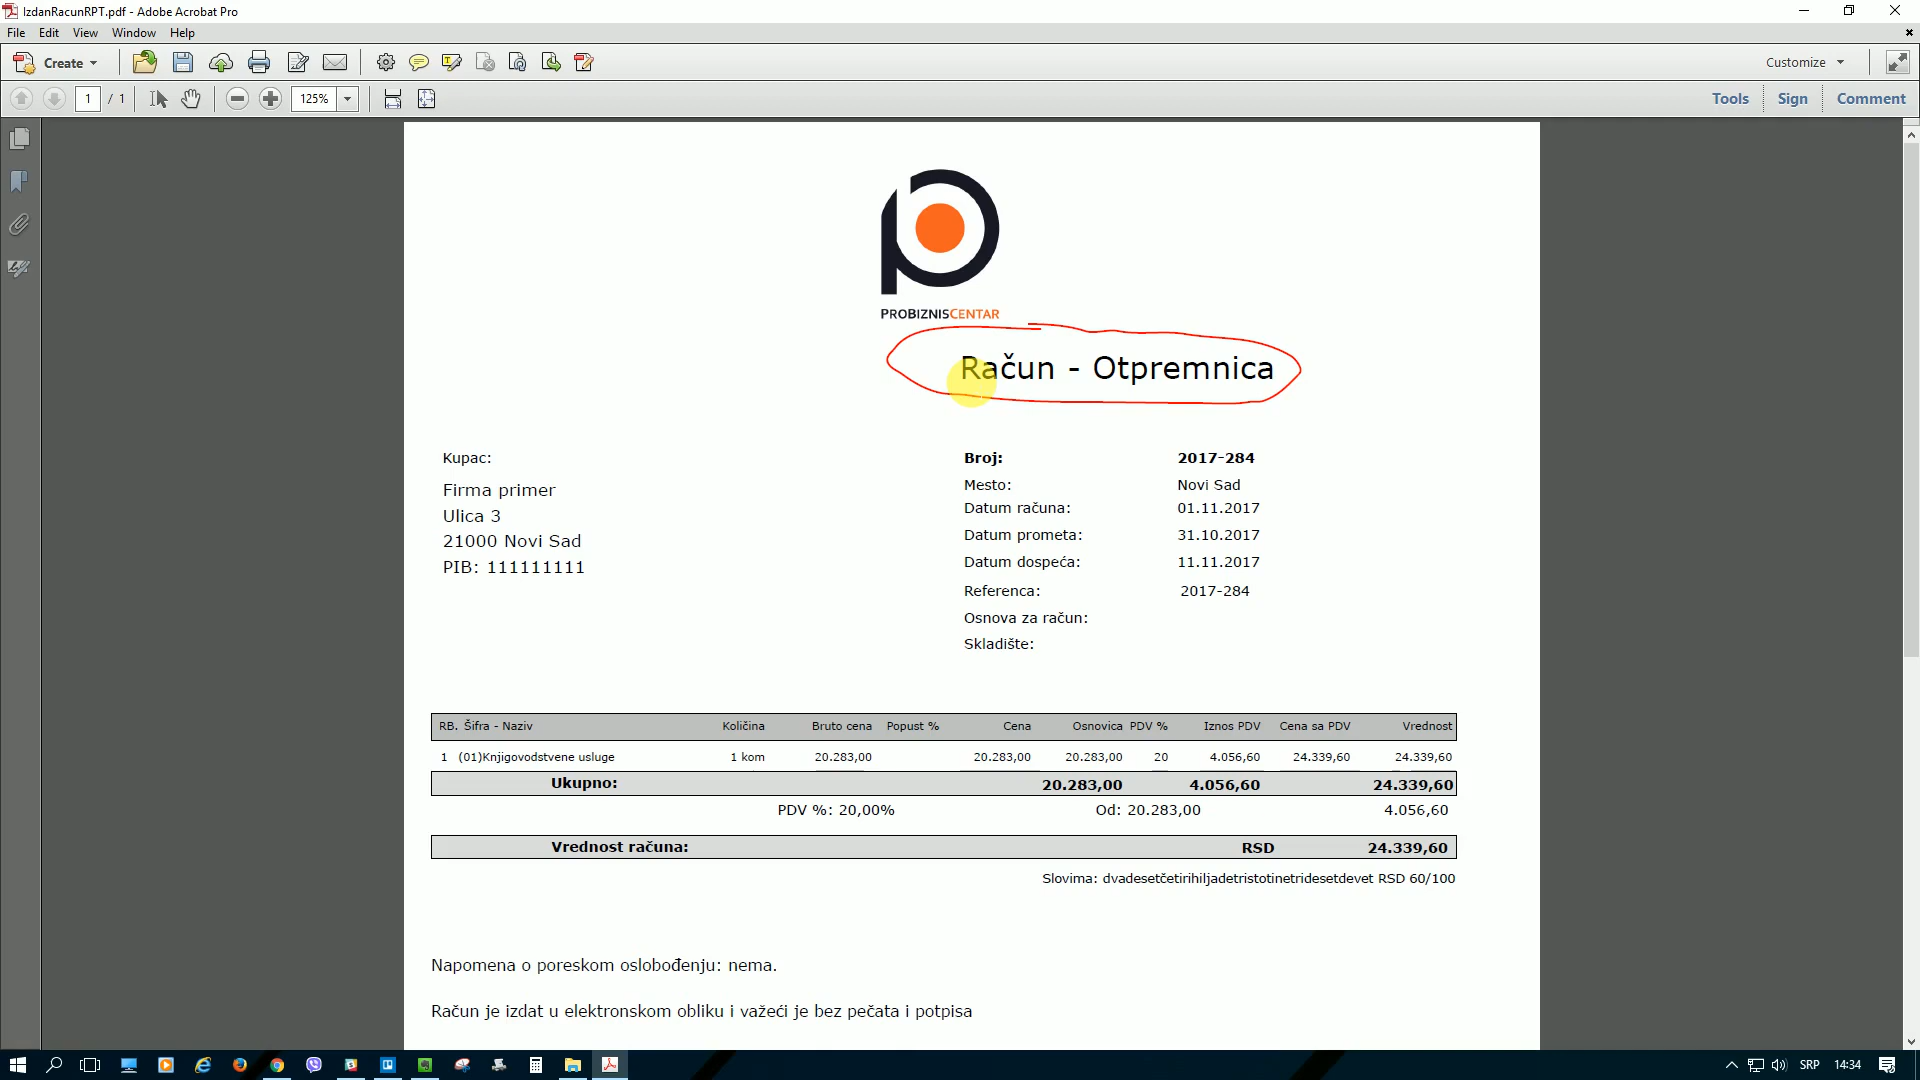 IzdanRacunRPT.pdf - Adobe Acrobat Pro
File Edit View Window Help
Create Customize
1 / 1 125% Tools Sign Comment
PROBIZNISCENTAR
Račun - Otpremnica
Kupac:
Firma primer
Ulica 3
21000 Novi Sad
PIB: 111111111
Broj: 2017-284
Mesto: Novi Sad
Datum računa: 01.11.2017
Datum prometa: 31.10.2017
Datum dospeća: 11.11.2017
Referenca: 2017-284
Osnova za račun:
Skladište:
RB. Šifra - Naziv Količina Bruto cena Popust % Cena Osnovica PDV % Iznos PDV Cena sa PDV Vrednost
1 (01)Knjigovodstvene usluge 1 kom 20.283,00 20.283,00 20.283,00 20 4.056,60 24.339,60 24.339,60
Ukupno: 20.283,00 4.056,60 24.339,60
PDV %: 20,00% Od: 20.283,00 4.056,60
Vrednost računa: RSD 24.339,60
Slovima: dvadesetčetirihiljadetristotinetridesetdevet RSD 60/100
Napomena o poreskom oslobođenju: nema.
Račun je izdat u elektronskom obliku i važeći je bez pečata i potpisa
SRP 14:34